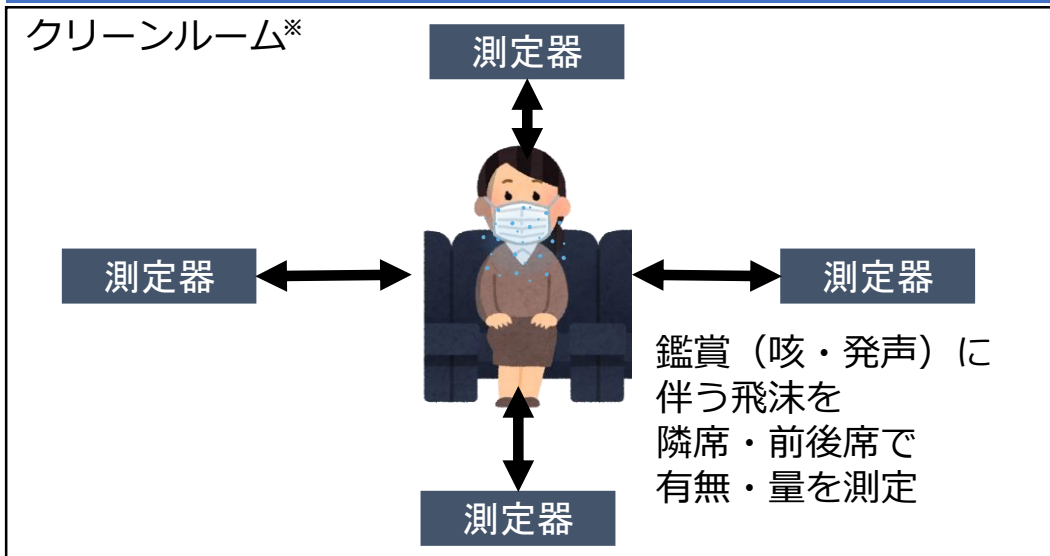 クリーンルーム※
測定器
測定器
測定器
鑑賞（咳・発声）に
伴う飛沫を
隣席・前後席で
有無・量を測定
測定器